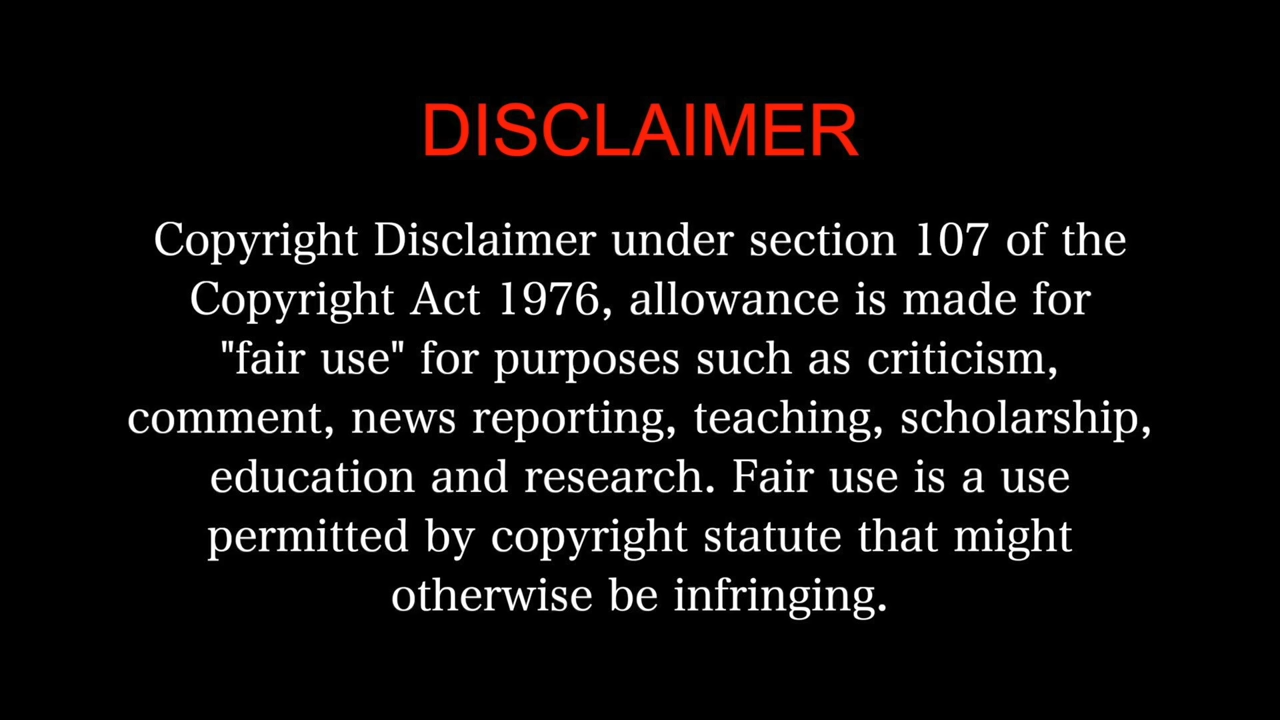 DISCLAIMER
Copyright Disclaimer under section 107 of the
Copyright Act 1976, allowance is made for
"fair use" for purposes such as criticism,
comment, news reporting, teaching, scholarship,
education and research. Fair use is a use
permitted by copyright statute that might
otherwise be infringing.